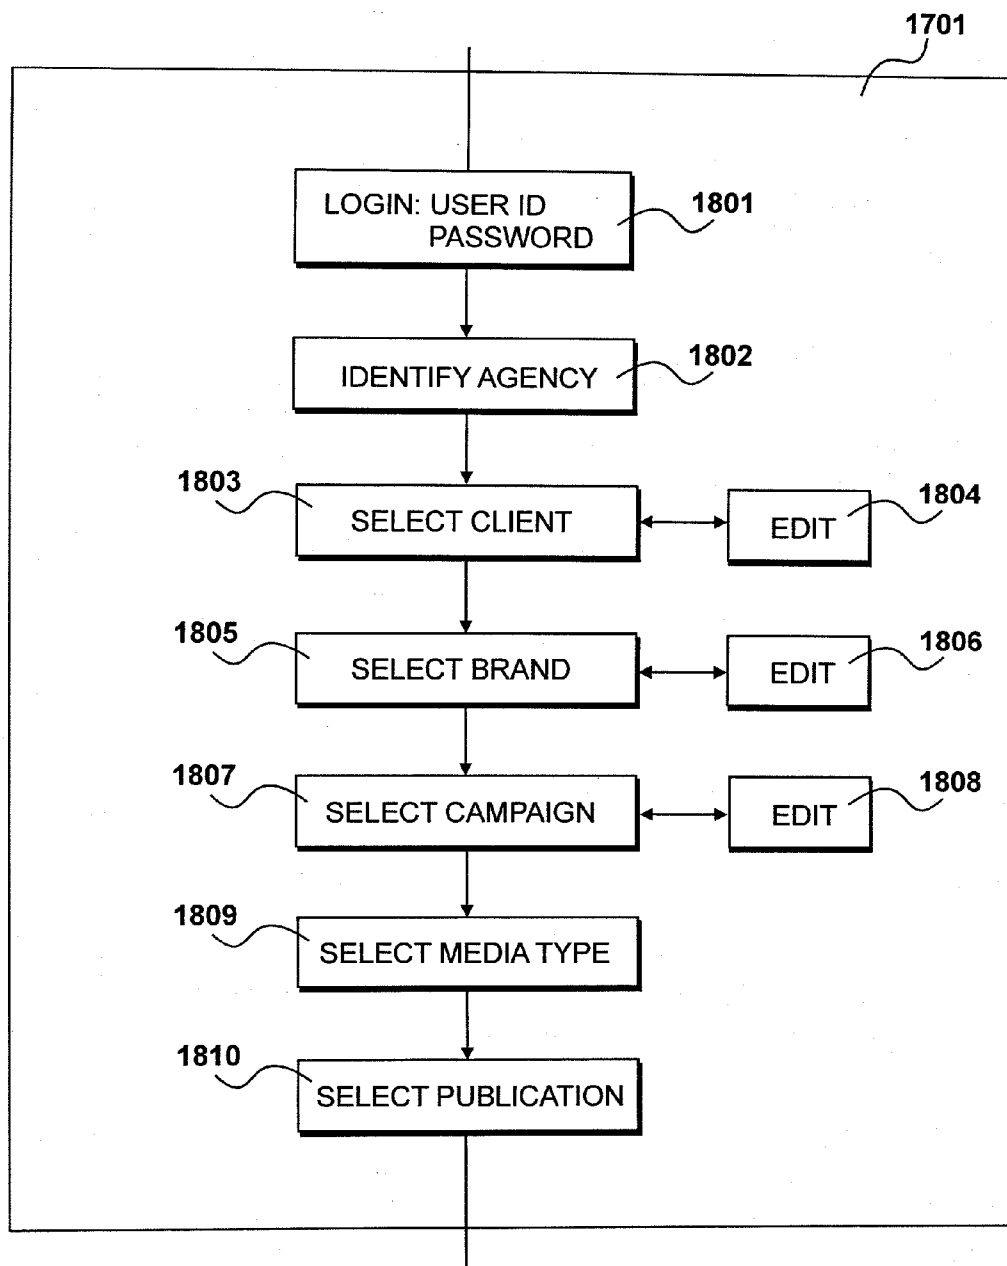 1701
LOGIN: USER ID
PASSWORD
1801
IDENTIFY AGENCY
1802
1803
SELECT CLIENT
EDIT
1804
1805
SELECT BRAND
EDIT
1806
1807
SELECT CAMPAIGN
EDIT
1808
1809
SELECT MEDIA TYPE
1810
SELECT PUBLICATION